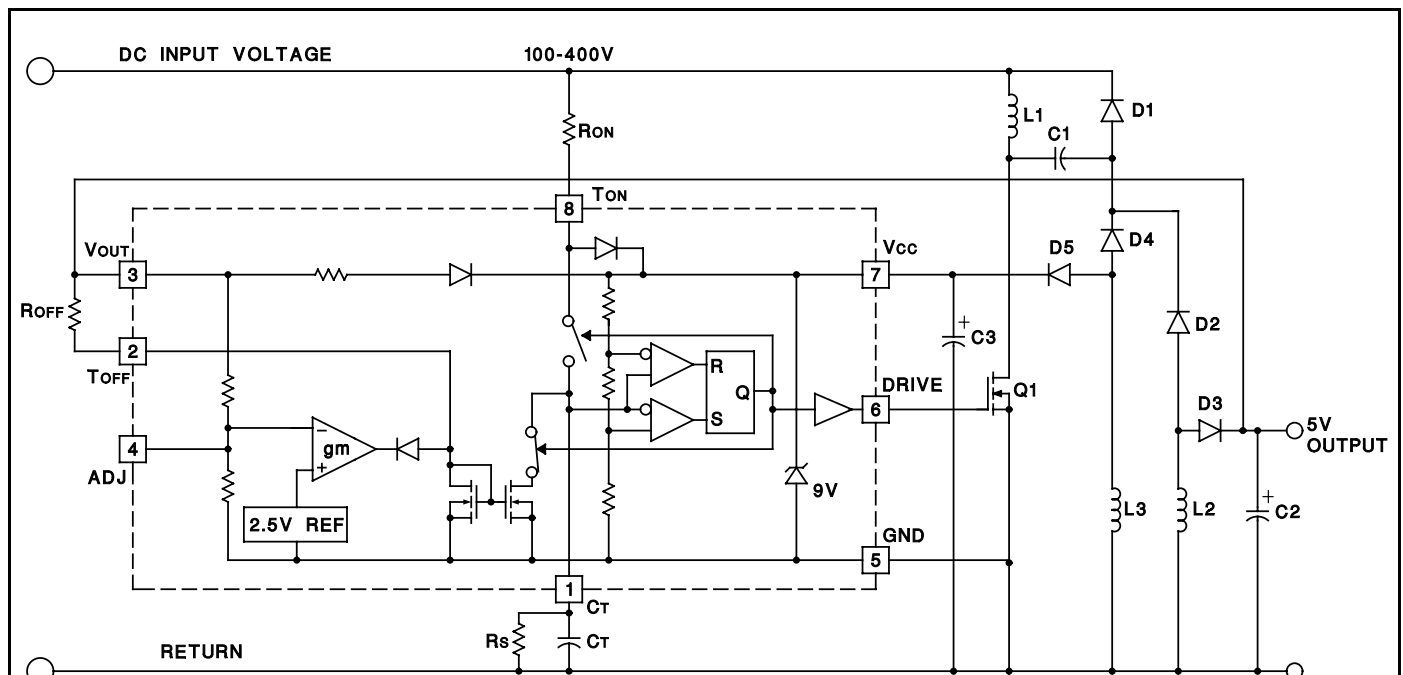 DC INPUT VOLTAGE 100-400V
L1
D1
RON
C1
TON
8
VOUT
VCC
D5
D4
3
7
ROFF
D2
C3
+
2
TOFF
R
Q
S
DRIVE
Q1
6
D3
5V
OUTPUT
4
ADJ
gm
−
+
9V
2.5V REF
L3
L2
+
C2
GND
5
1
CT
RS
CT
RETURN